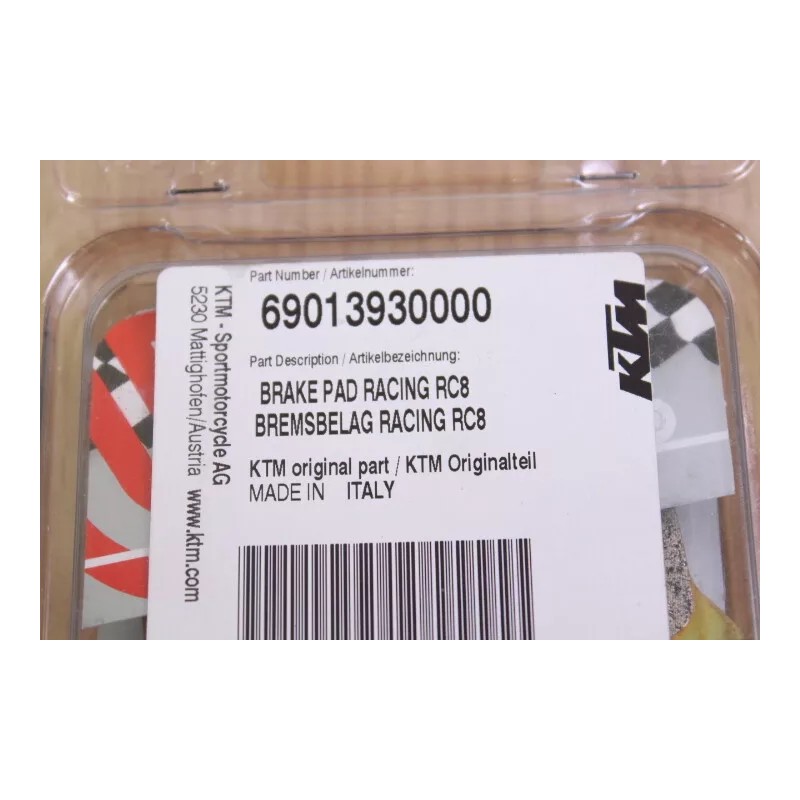 Part Number / Artikelnummer:
69013930000
Part Description / Artikelbezeichnung:
BRAKE PAD RACING RC8
BREMSBELAG RACING RC8
KTM original part / KTM Originalteil
MADE IN ITALY
KTM - Sportmotorcycle AG
5230 Mattighofen/Austria www.ktm.com
KTM